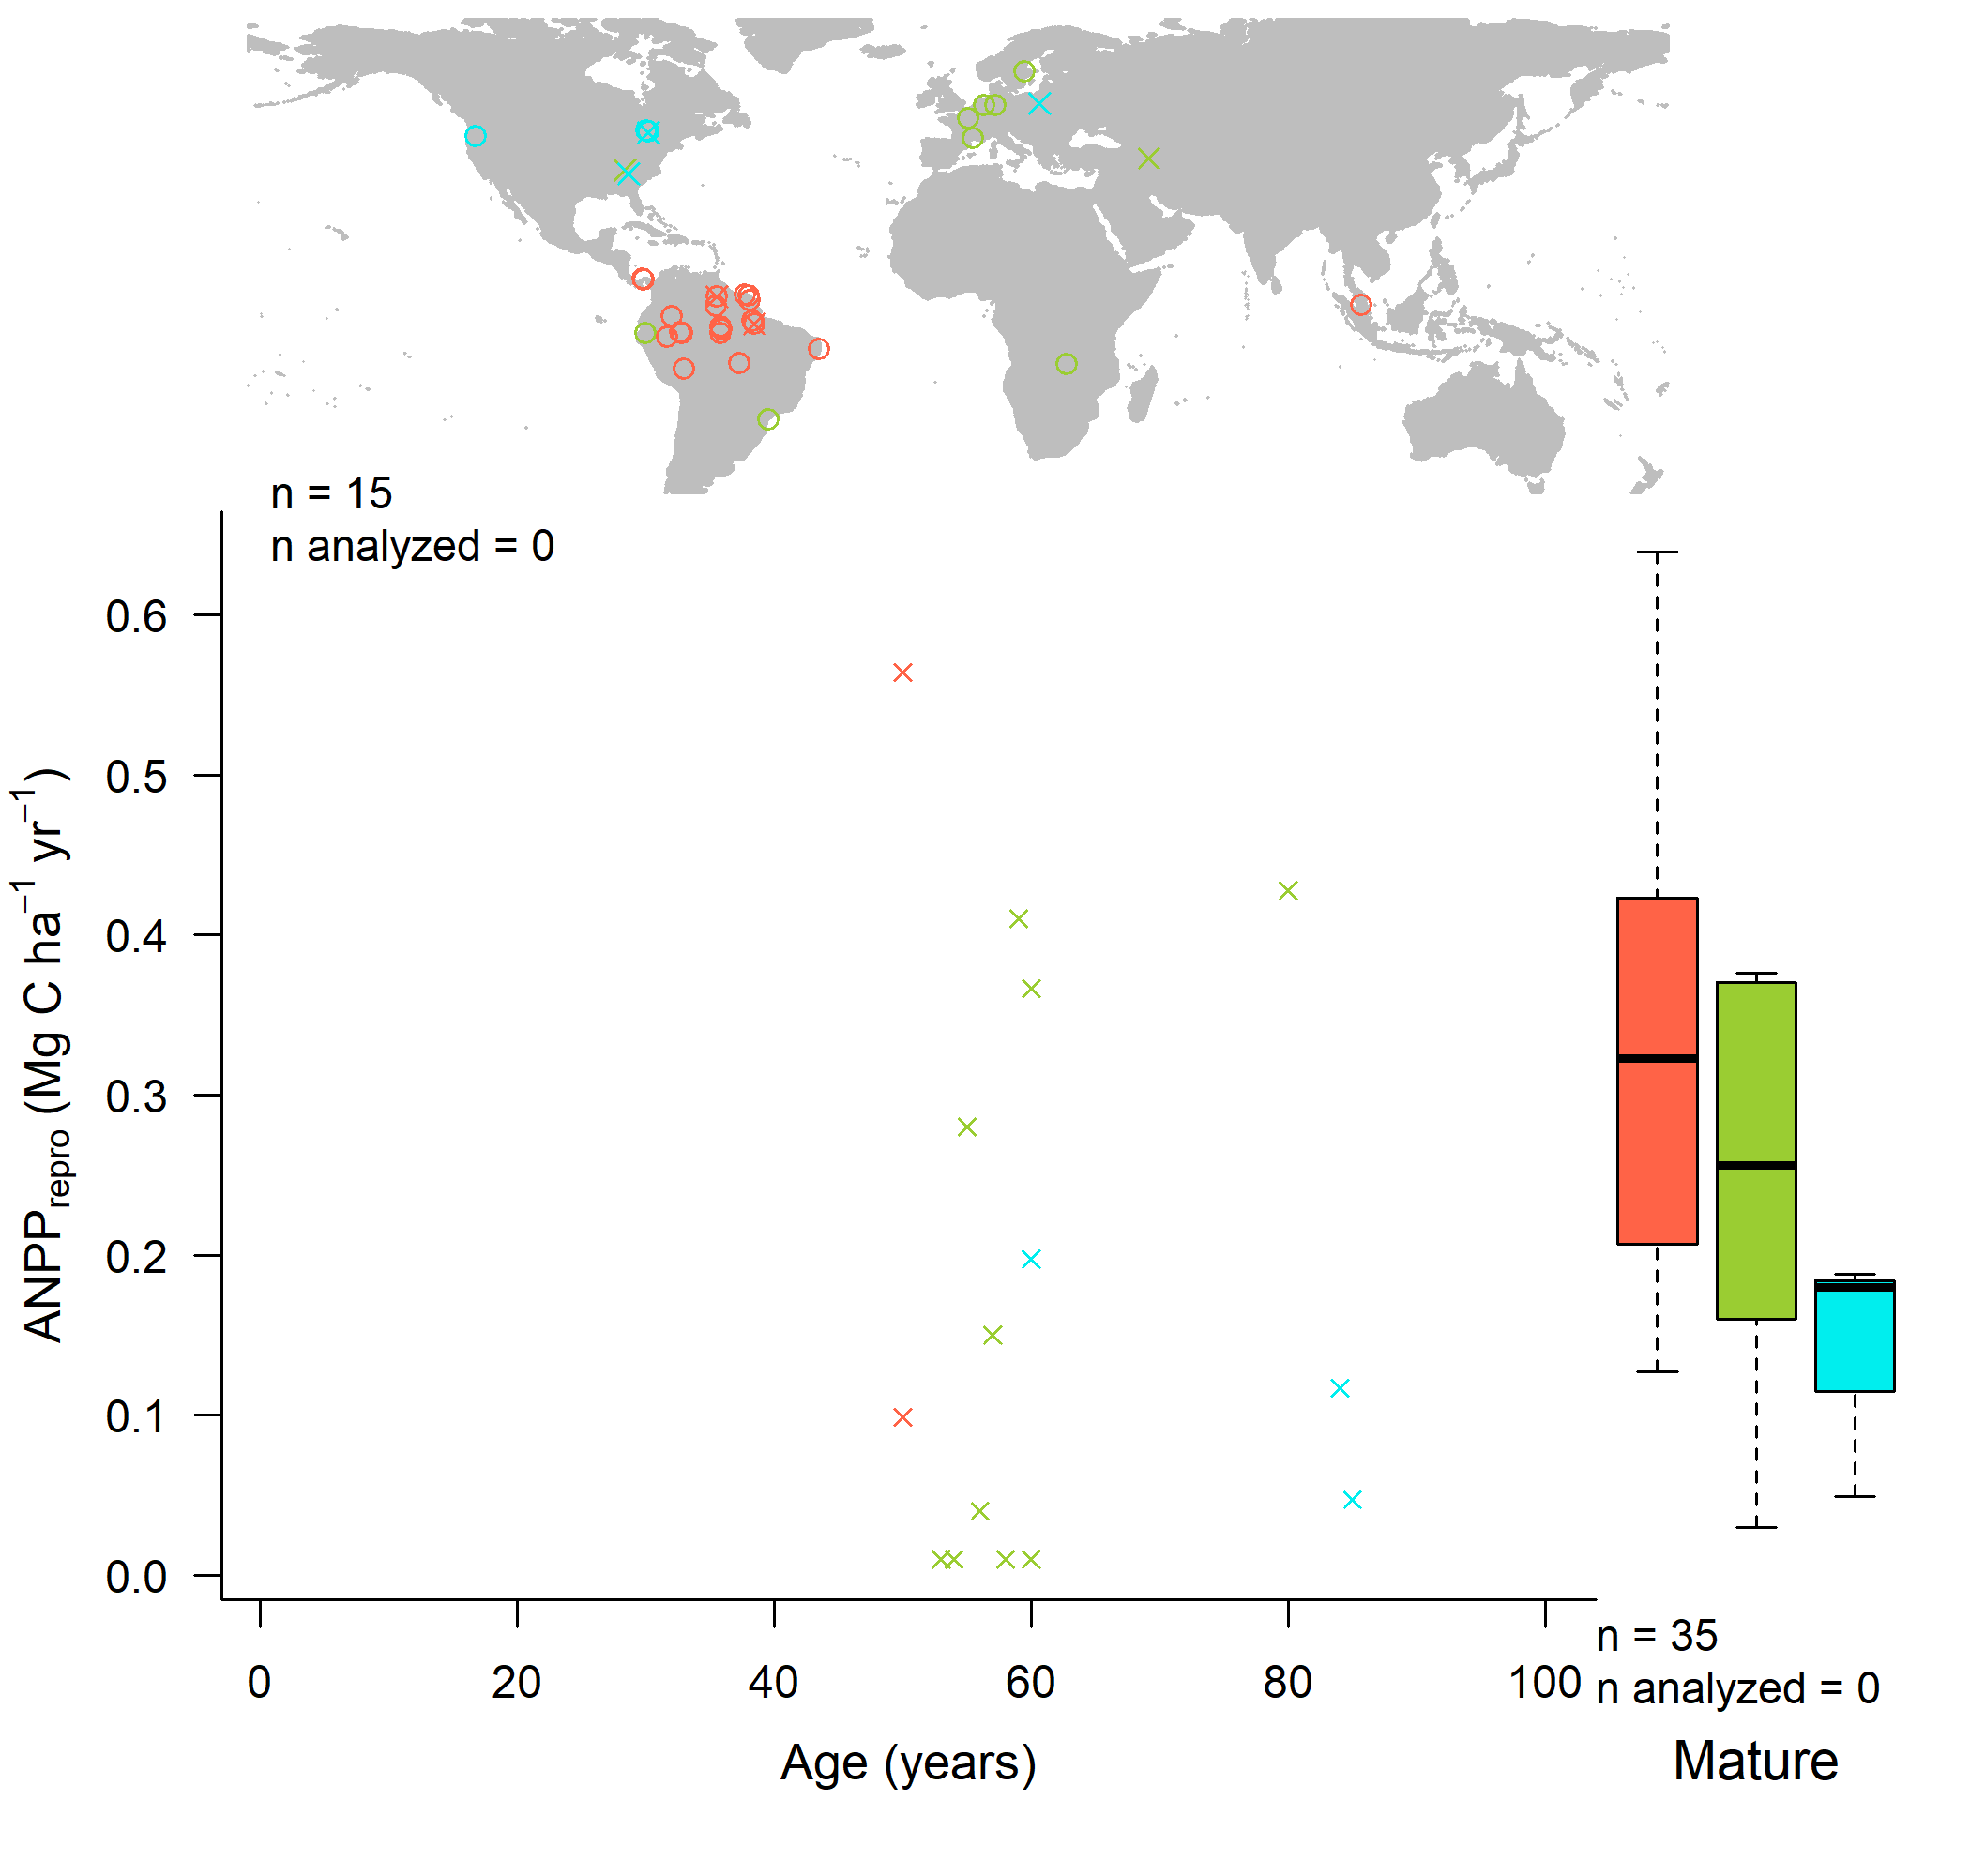 n = 15
n analyzed = 0
0.6
0.5
0.4
0.3
0.2
0.1
0.0
ANPPrepro (Mg C ha−1 yr−1)
0 20 40 60 80 100
Age (years)
n = 35
n analyzed = 0
Mature